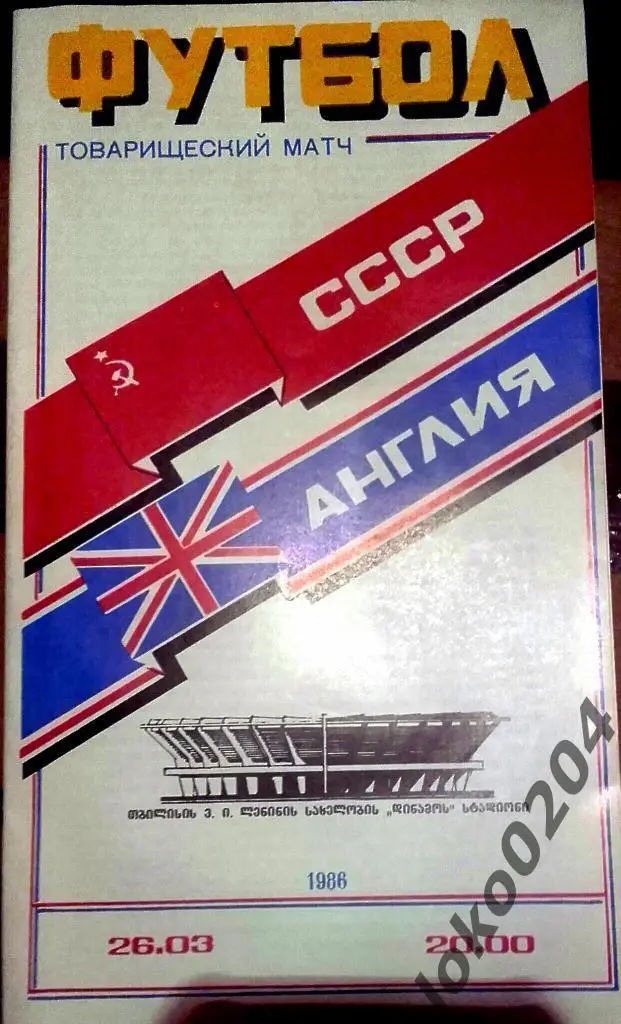 ФУТБОЛ
ТОВАРИЩЕСКИЙ МАТЧ
СССР
АНГЛИЯ
თბილისის ვ. ი. ლენინის სახელობის „დინამოს“ სტადიონი
1986
26.03 20.00
loko0204